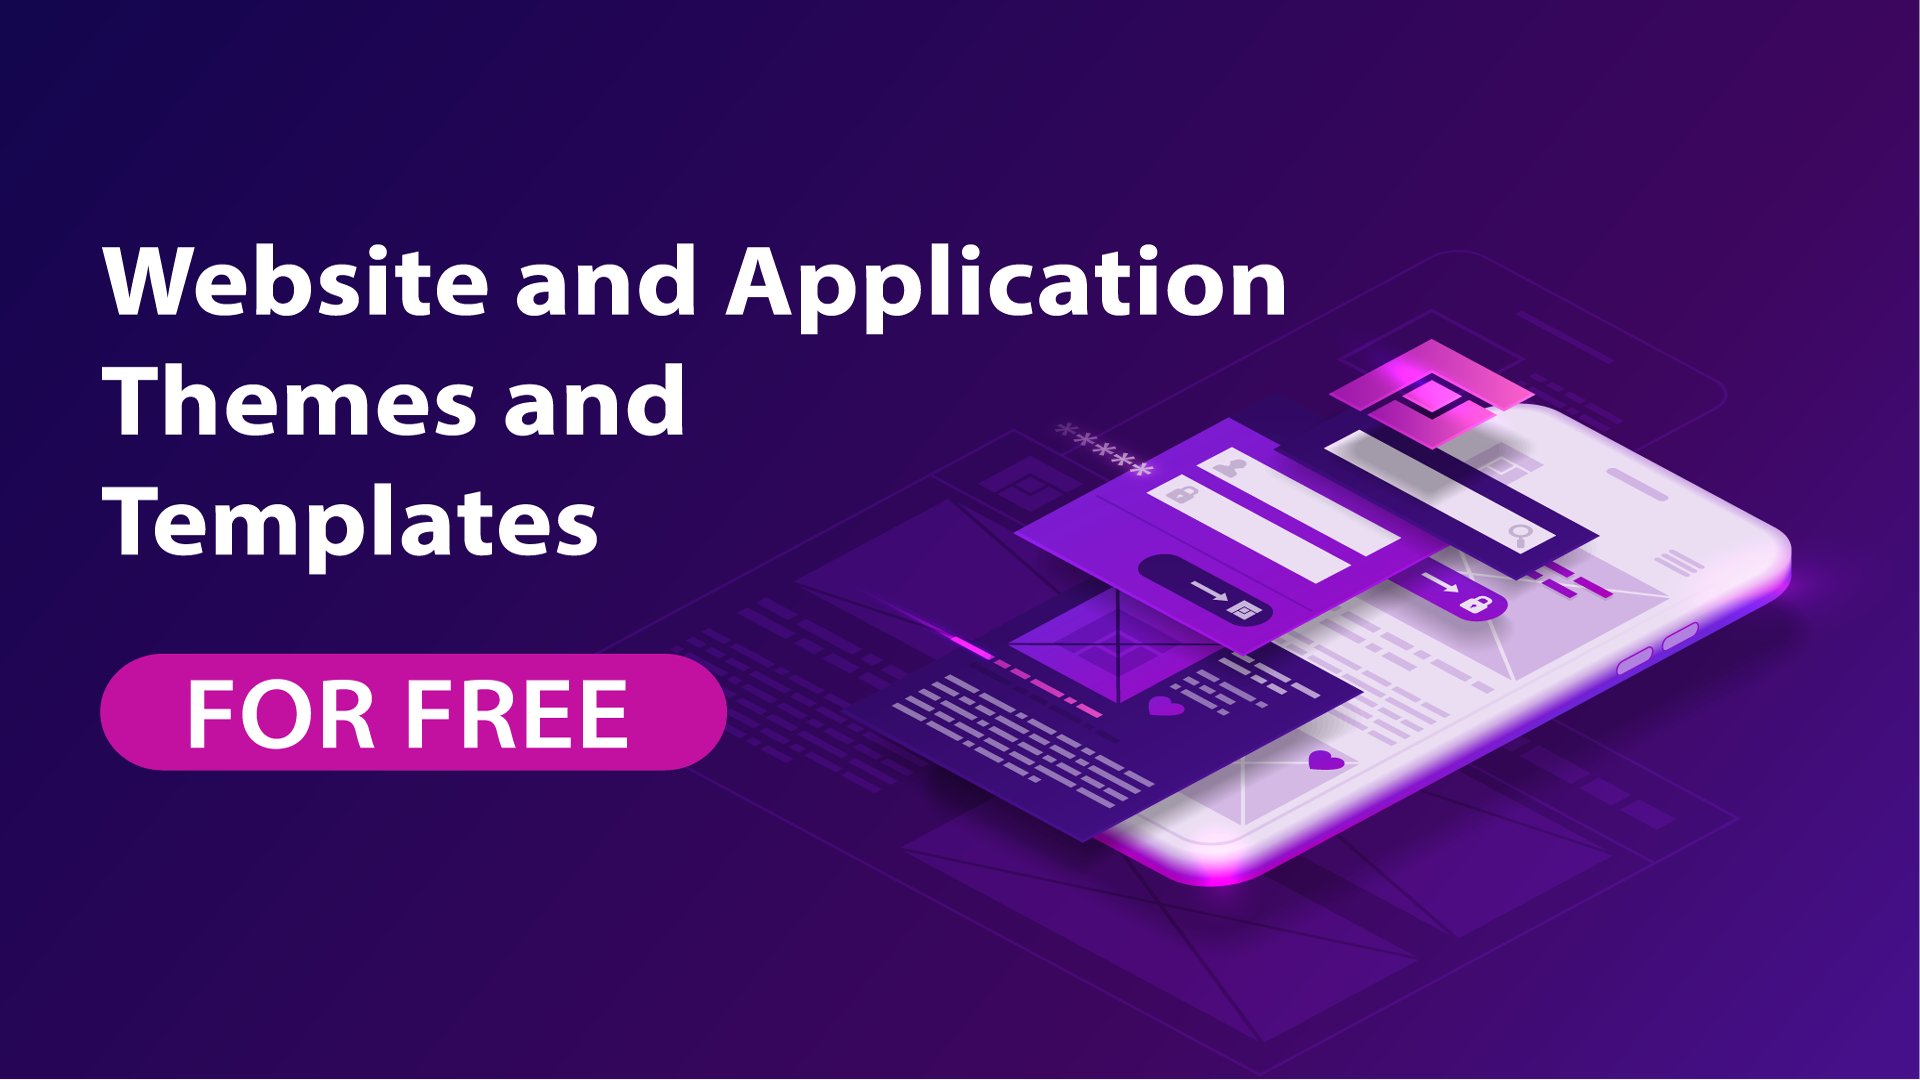 Website and Application
Themes and
Templates
FOR FREE
*****